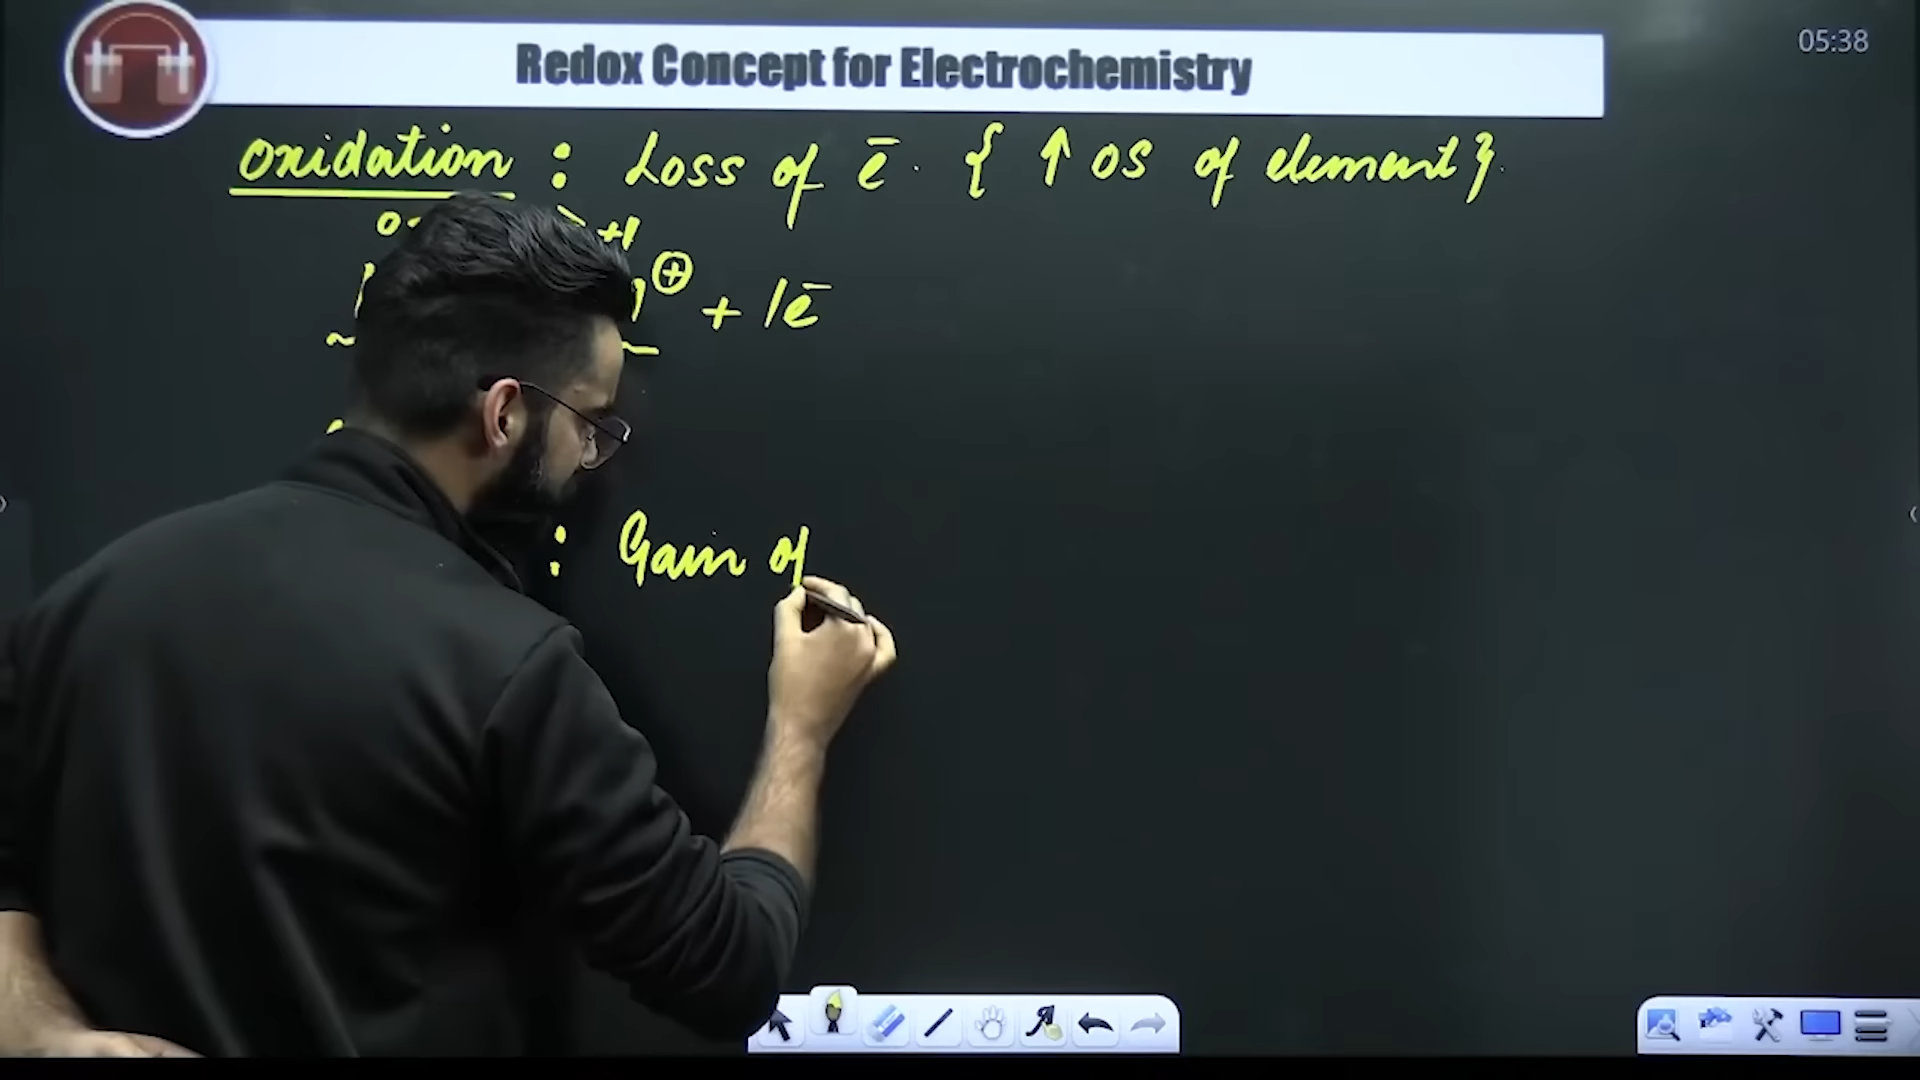 Redox Concept for Electrochemistry
05:38
oxidation : Loss of ē. { ↑ OS of element }.
+1
⊕ + 1ē
: Gain of